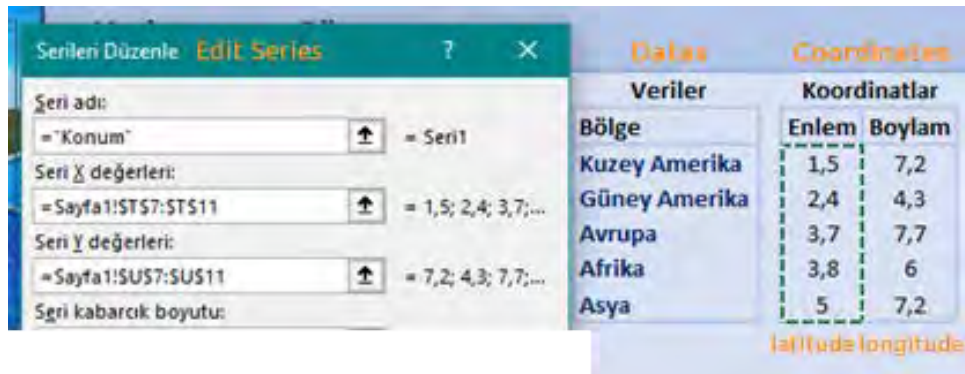 Serileri Düzenle Edit Series ? ×
Seri adı:
="Konum" = Seri1
Seri X değerleri:
=Sayfa1!$T$7:$T$11 = 1,5; 2,4; 3,7;...
Seri Y değerleri:
=Sayfa1!$U$7:$U$11 = 7,2; 4,3; 7,7;...
Seri kabarcık boyutu:
Datas Coordinates
Veriler Koordinatlar
Bölge Enlem Boylam
Kuzey Amerika 1,5 7,2
Güney Amerika 2,4 4,3
Avrupa 3,7 7,7
Afrika 3,8 6
Asya 5 7,2
latitude longitude